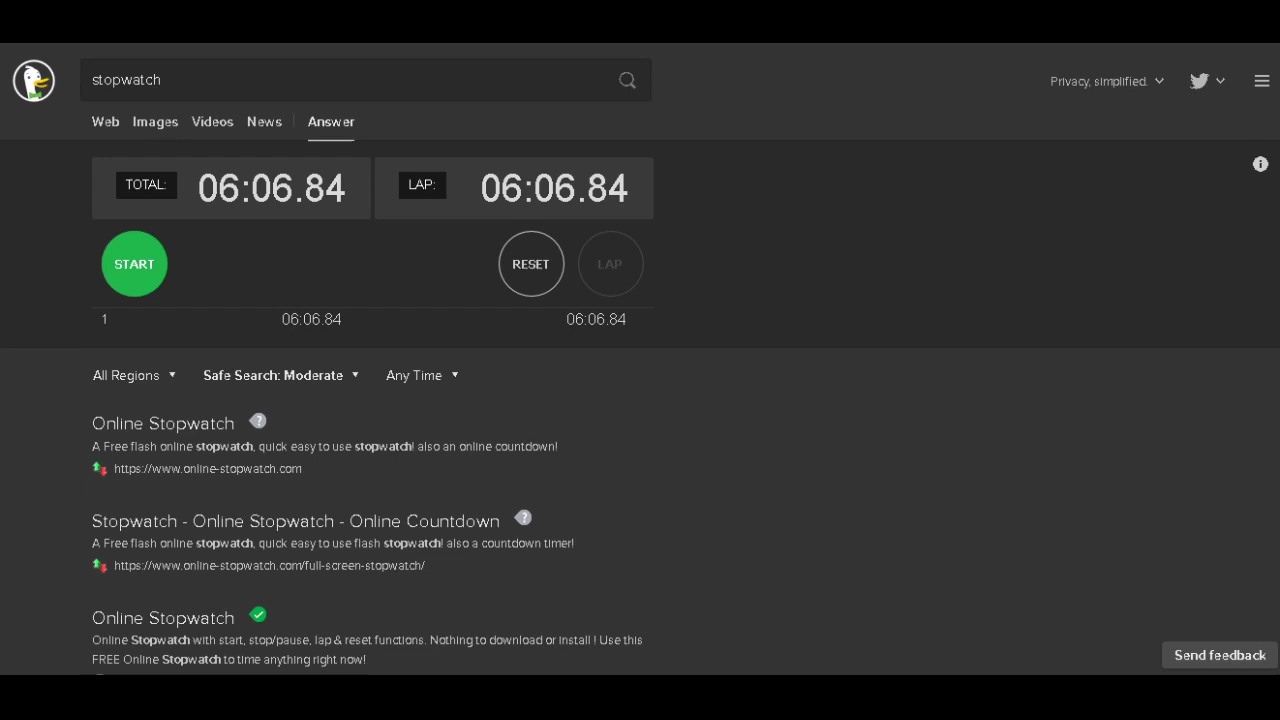 stopwatch
Privacy, simplified.
Web Images Videos News Answer
TOTAL: 06:06.84 LAP: 06:06.84
START RESET LAP
1 06:06.84 06:06.84
All Regions Safe Search: Moderate Any Time
Online Stopwatch
A Free flash online stopwatch, quick easy to use stopwatch! also an online countdown!
https://www.online-stopwatch.com
Stopwatch - Online Stopwatch - Online Countdown
A Free flash online stopwatch, quick easy to use flash stopwatch! also a countdown timer!
https://www.online-stopwatch.com/full-screen-stopwatch/
Online Stopwatch
Online Stopwatch with start, stop/pause, lap & reset functions. Nothing to download or install ! Use this
FREE Online Stopwatch to time anything right now!
Send feedback